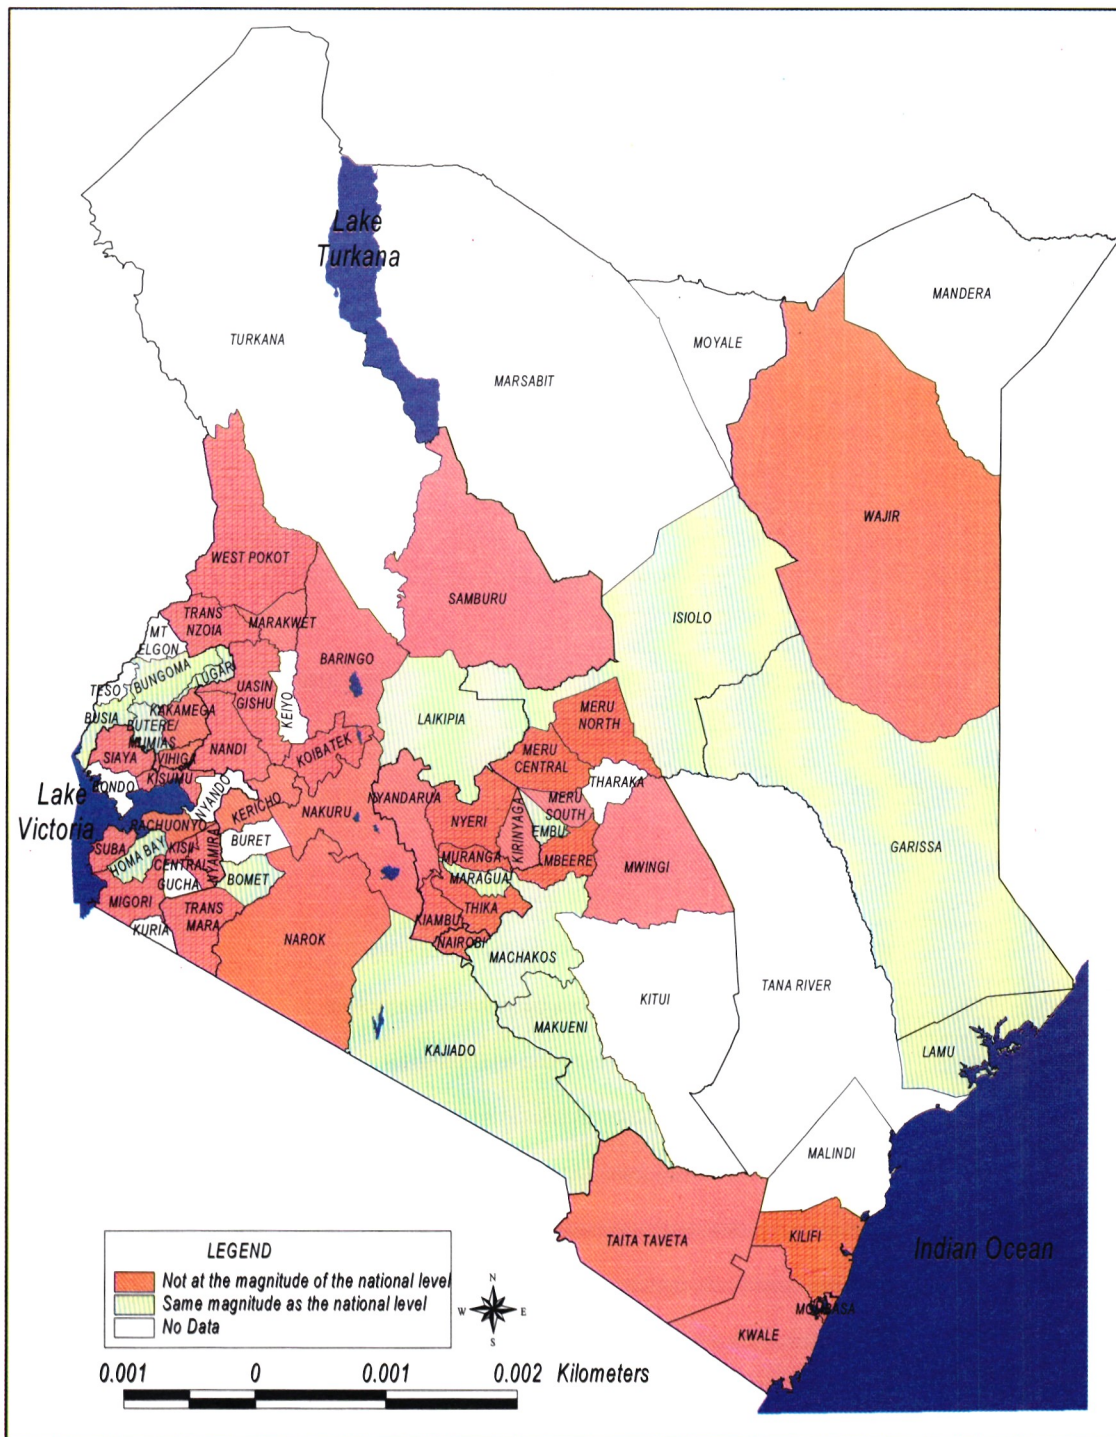 Lake
Turkana
MANDERA
TURKANA
MOYALE
MARSABIT
WAJIR
WEST POKOT
SAMBURU
ISIOLO
TRANS
NZOIA
MARAKWET
MT
ELGON
BARINGO
BUNGOMA
LUGARI
TESO
UASIN
GISHU
KEIYO
BUSIA
KAKAMEGA
BUTERE/
MUMIAS
LAIKIPIA
MERU
NORTH
SIAYA
VIHIGA
NANDI
KOIBATEK
MERU
CENTRAL
KISUMU
THARAKA
BONDO
NYANDO
Lake
Victoria
KERICHO
NAKURU
NYANDARUA
NYERI
KIRINYAGA
MERU
SOUTH
EMBU
GARISSA
RACHUONYO
BURET
SUBA
HOMA BAY
KISII
CENTRAL
NYAMIRA
MURANGA
MBEERE
MWINGI
GUCHA
BOMET
MARAGUA
MIGORI
TRANS
MARA
THIKA
KIAMBU
KURIA
NAROK
NAIROBI
MACHAKOS
KITUI
TANA RIVER
MAKUENI
KAJIADO
LAMU
MALINDI
TAITA TAVETA
KILIFI
Indian Ocean
MOMBASA
KWALE
LEGEND
Not at the magnitude of the national level
Same magnitude as the national level
No Data
N
W
E
S
0.001 0 0.001 0.002 Kilometers